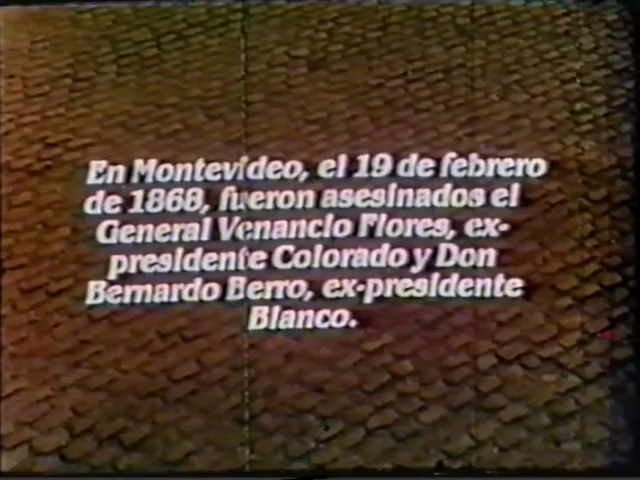 En Montevideo, el 19 de febrero
de 1868, fueron asesinados el
General Venancio Flores, ex-
presidente Colorado y Don
Bernardo Berro, ex-presidente
Blanco.